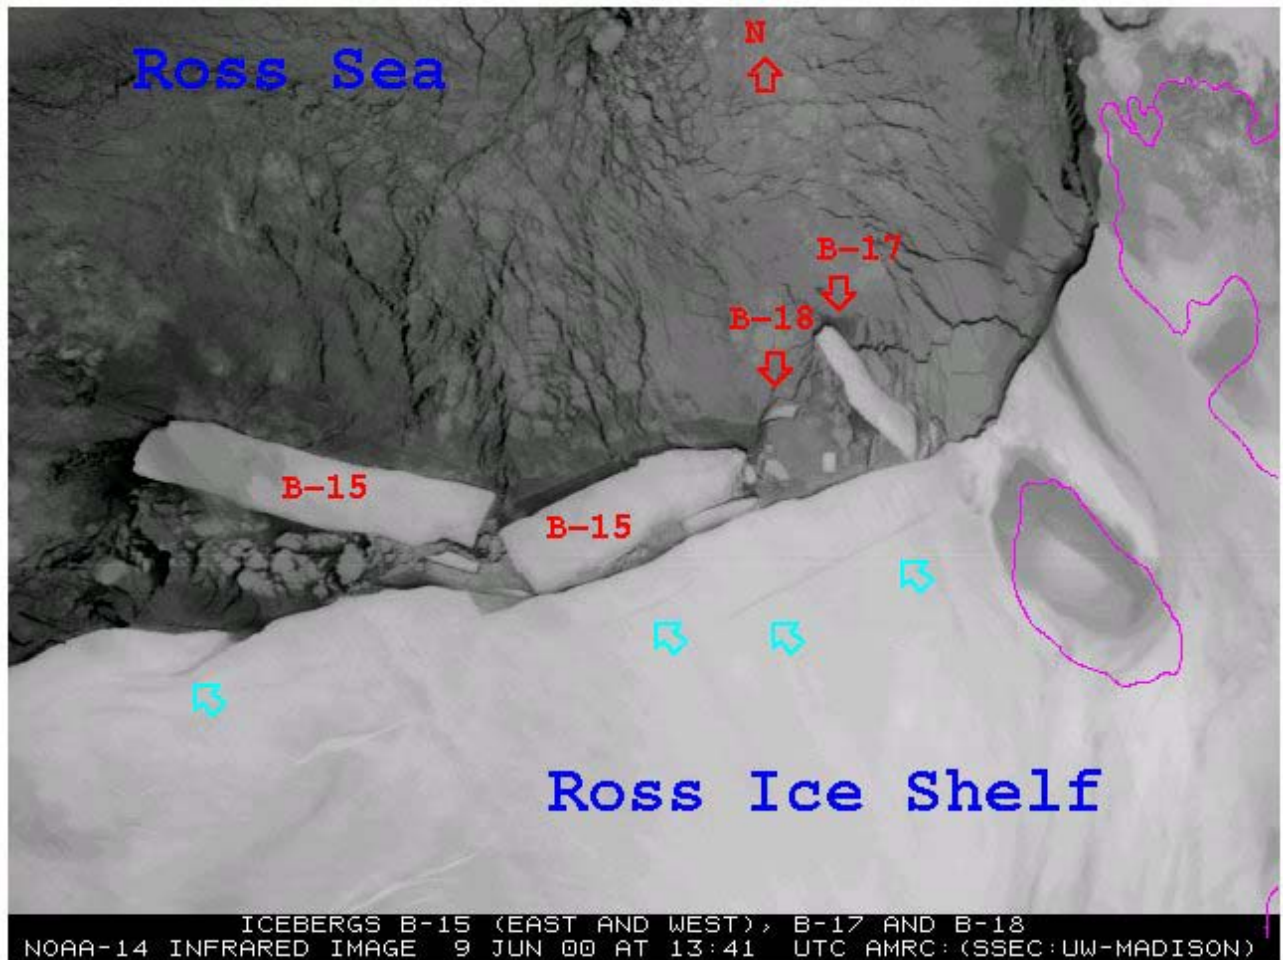 N
Ross Sea
B-17
B-18
B-15
B-15
Ross Ice Shelf
ICEBERGS B-15 (EAST AND WEST), B-17 AND B-18
NOAA-14 INFRARED IMAGE 9 JUN 00 AT 13:41 UTC AMRC:(SSEC:UW-MADISON)